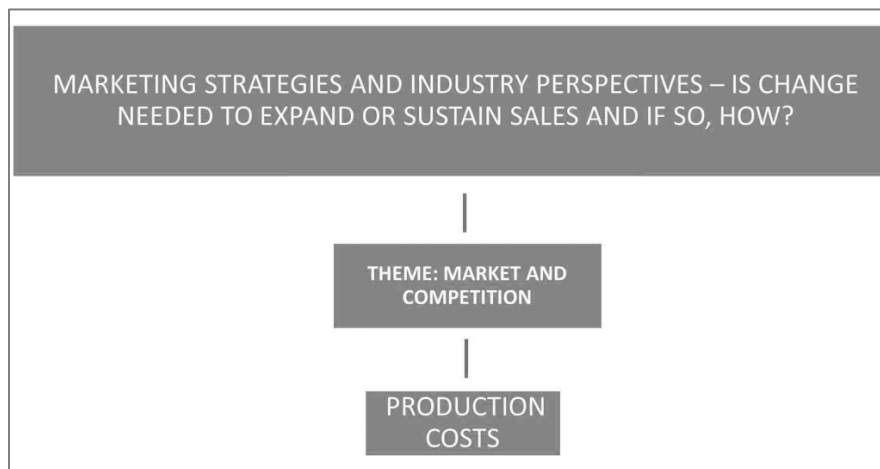 MARKETING STRATEGIES AND INDUSTRY PERSPECTIVES – IS CHANGE
NEEDED TO EXPAND OR SUSTAIN SALES AND IF SO, HOW?
THEME: MARKET AND
COMPETITION
PRODUCTION
COSTS